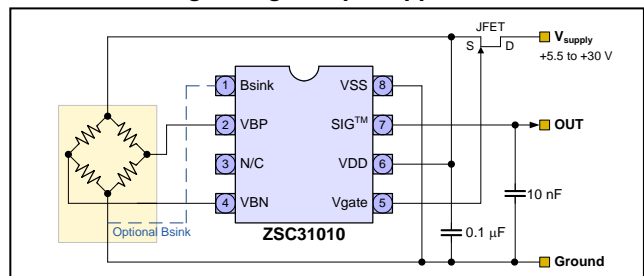 JFET
S
D
Vsupply
+5.5 to +30 V
1
Bsink
VSS
8
2
VBP
SIG™
7
OUT
3
N/C
VDD
6
4
VBN
Vgate
5
10 nF
Optional Bsink
ZSC31010
0.1 µF
Ground